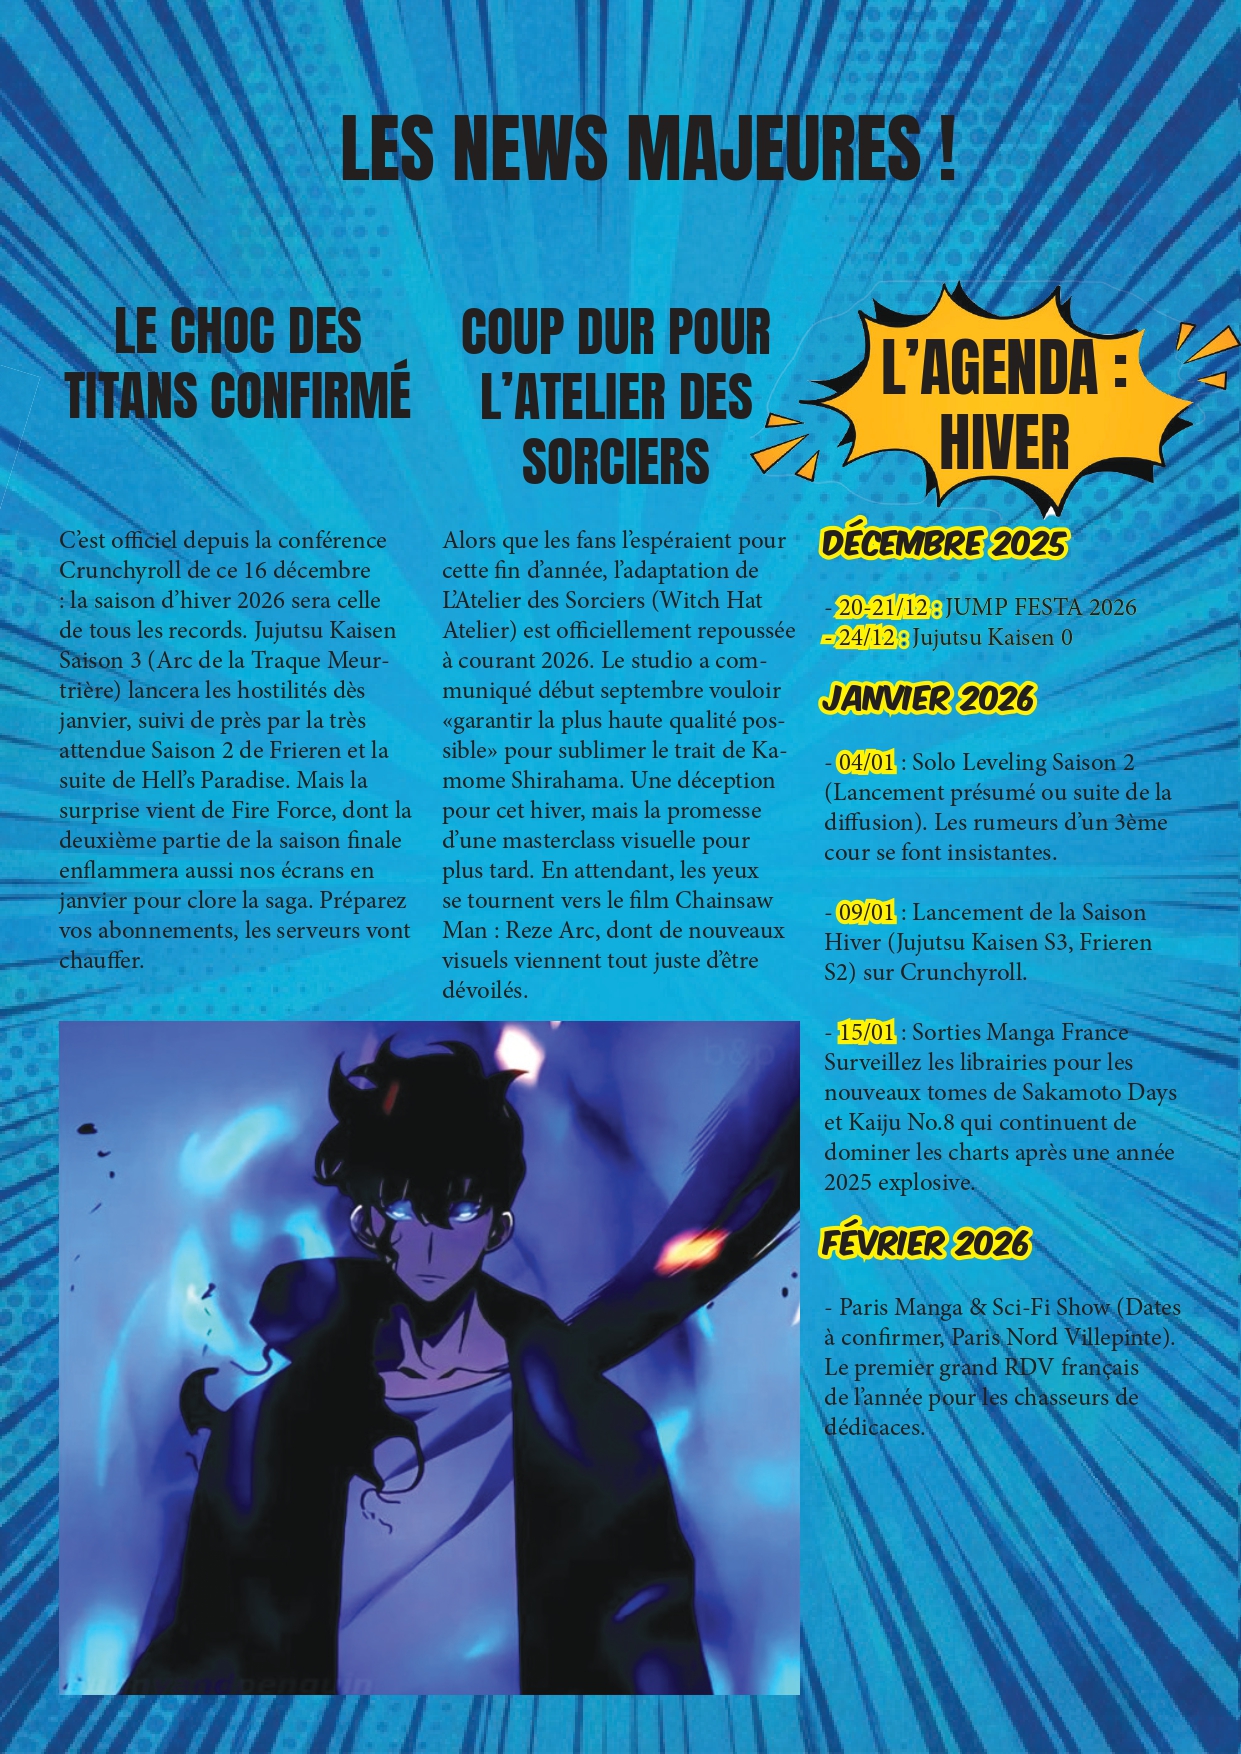 LES NEWS MAJEURES !
LE CHOC DES
TITANS CONFIRMÉ
C’est officiel depuis la conférence
Crunchyroll de ce 16 décembre
: la saison d’hiver 2026 sera celle
de tous les records. Jujutsu Kaisen
Saison 3 (Arc de la Traque Meur-
trière) lancera les hostilités dès
janvier, suivi de près par la très
attendue Saison 2 de Frieren et la
suite de Hell’s Paradise. Mais la
surprise vient de Fire Force, dont la
deuxième partie de la saison finale
enflammera aussi nos écrans en
janvier pour clore la saga. Préparez
vos abonnements, les serveurs vont
chauffer.
COUP DUR POUR
L’ATELIER DES
SORCIERS
Alors que les fans l’espéraient pour
cette fin d’année, l’adaptation de
L’Atelier des Sorciers (Witch Hat
Atelier) est officiellement repoussée
à courant 2026. Le studio a com-
muniqué début septembre vouloir
«garantir la plus haute qualité pos-
sible» pour sublimer le trait de Ka-
mome Shirahama. Une déception
pour cet hiver, mais la promesse
d’une masterclass visuelle pour
plus tard. En attendant, les yeux
se tournent vers le film Chainsaw
Man : Reze Arc, dont de nouveaux
visuels viennent tout juste d’être
dévoilés.
L’AGENDA :
HIVER
DÉCEMBRE 2025
- 20-21/12 : JUMP FESTA 2026
- 24/12 : Jujutsu Kaisen 0
JANVIER 2026
- 04/01 : Solo Leveling Saison 2
(Lancement présumé ou suite de la
diffusion). Les rumeurs d’un 3ème
cour se font insistantes.
- 09/01 : Lancement de la Saison
Hiver (Jujutsu Kaisen S3, Frieren
S2) sur Crunchyroll.
- 15/01 : Sorties Manga France
Surveillez les librairies pour les
nouveaux tomes de Sakamoto Days
et Kaiju No.8 qui continuent de
dominer les charts après une année
2025 explosive.
FÉVRIER 2026
- Paris Manga & Sci-Fi Show (Dates
à confirmer, Paris Nord Villepinte).
Le premier grand RDV français
de l’année pour les chasseurs de
dédicaces.
b&p